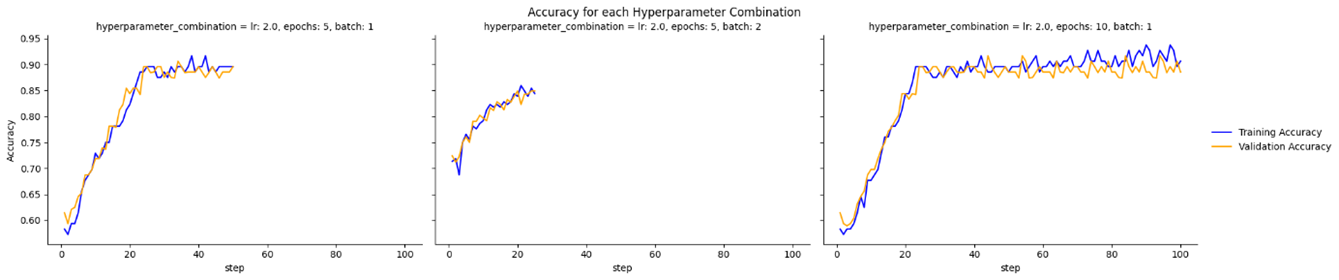 Accuracy for each Hyperparameter Combination
hyperparameter_combination = lr: 2.0, epochs: 5, batch: 1
hyperparameter_combination = lr: 2.0, epochs: 5, batch: 2
hyperparameter_combination = lr: 2.0, epochs: 10, batch: 1
0.95
0.90
0.85
0.80
0.75
0.70
0.65
0.60
Accuracy
0 20 40 60 80 100
0 20 40 60 80 100
0 20 40 60 80 100
step
step
step
Training Accuracy
Validation Accuracy